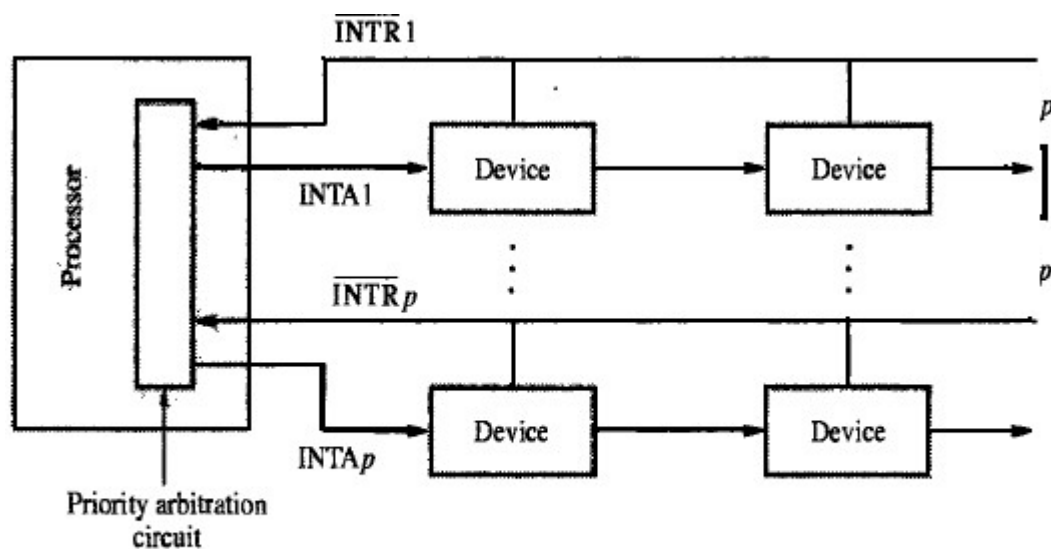 INTR1
p
Device
Device
INTA1
Processor
p
INTRp
Device
Device
INTAp
Priority arbitration
circuit